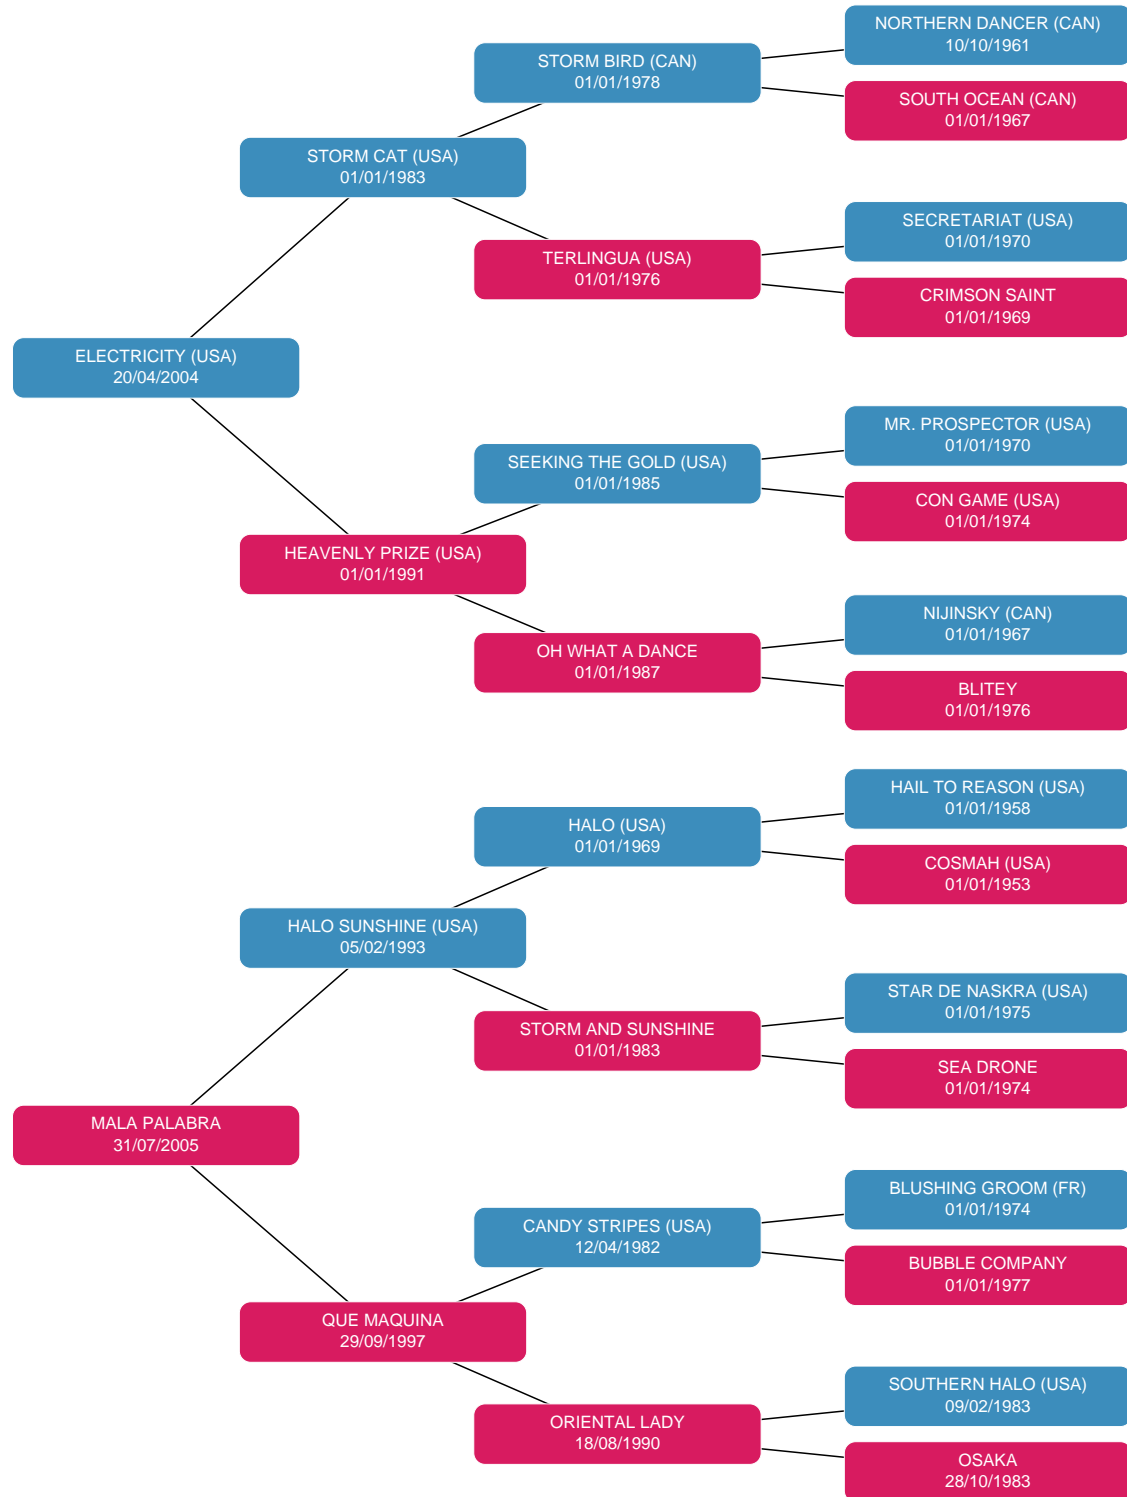 NORTHERN DANCER (CAN)
10/10/1961
STORM BIRD (CAN)
01/01/1978
SOUTH OCEAN (CAN)
01/01/1967
STORM CAT (USA)
01/01/1983
SECRETARIAT (USA)
01/01/1970
TERLINGUA (USA)
01/01/1976
CRIMSON SAINT
01/01/1969
ELECTRICITY (USA)
20/04/2004
MR. PROSPECTOR (USA)
01/01/1970
SEEKING THE GOLD (USA)
01/01/1985
CON GAME (USA)
01/01/1974
HEAVENLY PRIZE (USA)
01/01/1991
NIJINSKY (CAN)
01/01/1967
OH WHAT A DANCE
01/01/1987
BLITEY
01/01/1976
HAIL TO REASON (USA)
01/01/1958
HALO (USA)
01/01/1969
COSMAH (USA)
01/01/1953
HALO SUNSHINE (USA)
05/02/1993
STAR DE NASKRA (USA)
01/01/1975
STORM AND SUNSHINE
01/01/1983
SEA DRONE
01/01/1974
MALA PALABRA
31/07/2005
BLUSHING GROOM (FR)
01/01/1974
CANDY STRIPES (USA)
12/04/1982
BUBBLE COMPANY
01/01/1977
QUE MAQUINA
29/09/1997
SOUTHERN HALO (USA)
09/02/1983
ORIENTAL LADY
18/08/1990
OSAKA
28/10/1983